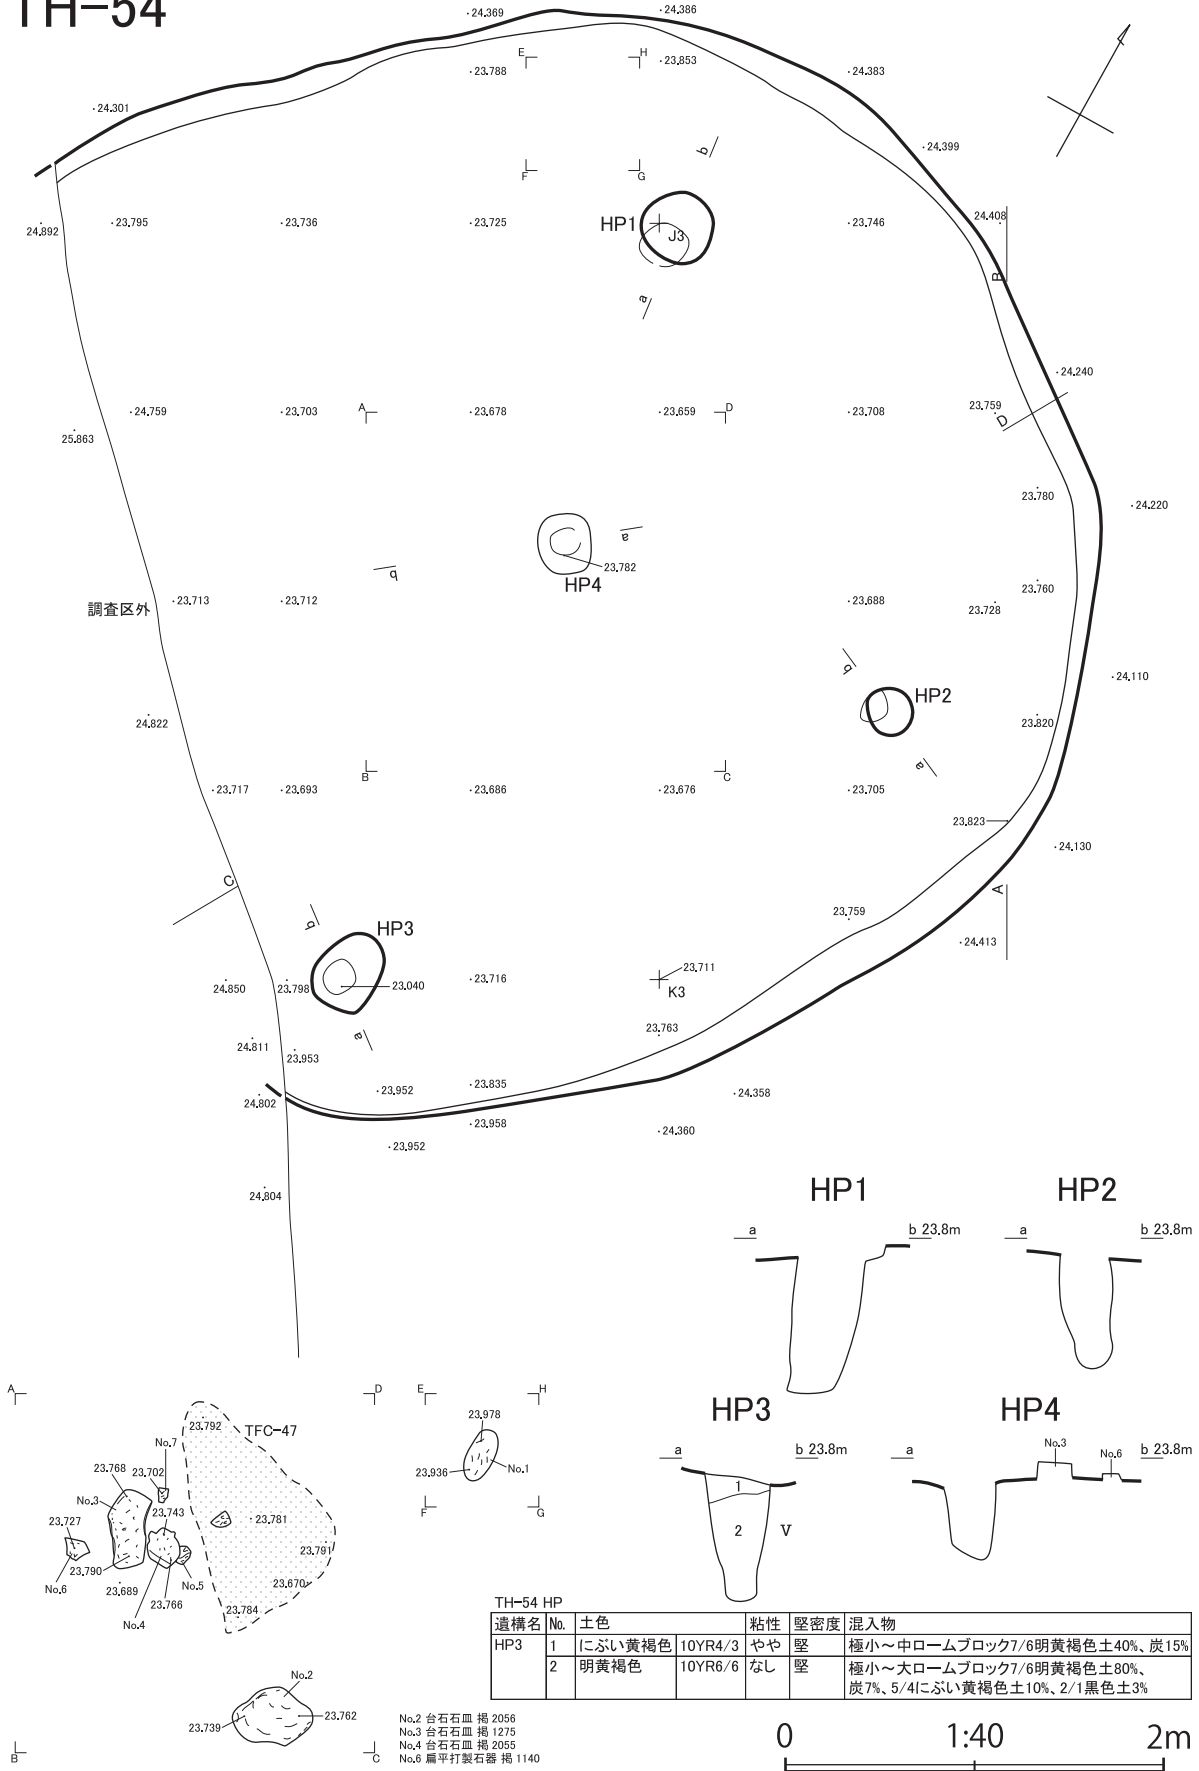 TH-54
·24.369
·24.386
E
H
·23.788
·23.853
·24.383
·24.301
·24.399
b
F
G
24.892
·23.795
·23.736
·23.725
HP1
J3
·23.746
24.408
B
a
·24.240
·24.759
·23.703
A
·23.678
·23.659
D
·23.708
23.759
D
25.863
23.780
·24.220
a
b
23.782
HP4
調査区外
·23.713
·23.712
·23.688
23.760
23.728
b
·24.110
HP2
24.822
23.820
a
B
C
·23.717
·23.693
·23.686
·23.676
·23.705
23.823
·24.130
C
A
b
HP3
23.759
·24.413
24.850
23.798
23.040
·23.716
23.711
K3
a
23.763
24.811
23.953
24.802
·23.952
·23.835
·24.358
·23.958
·23.952
·24.360
24.804
HP1
a
b 23.8m
HP2
a
b 23.8m
HP3
a
b 23.8m
1
2
V
HP4
a
No.3
No.6
b 23.8m
A
D
23.792
TFC-47
No.7
23.768
23.702
No.3
23.743
23.727
·23.781
23.790
23.791
No.6
23.689
No.5
23.670
23.766
No.4
23.784
No.2
23.762
23.739
B
C
E
H
23.978
23.936
No.1
F
G
No.2 台石石皿 掲 2056
No.3 台石石皿 掲 1275
No.4 台石石皿 掲 2055
No.6 扁平打製石器 掲 1140
TH-54 HP
遺構名 No. 土色 粘性 堅密度 混入物
HP3 1 にぶい黄褐色 10YR4/3 やや 堅 極小～中ロームブロック7/6明黄褐色土40%、炭15%
2 明黄褐色 10YR6/6 なし 堅 極小～大ロームブロック7/6明黄褐色土80%、
炭7%、5/4にぶい黄褐色土10%、2/1黒色土3%
0 1:40 2m